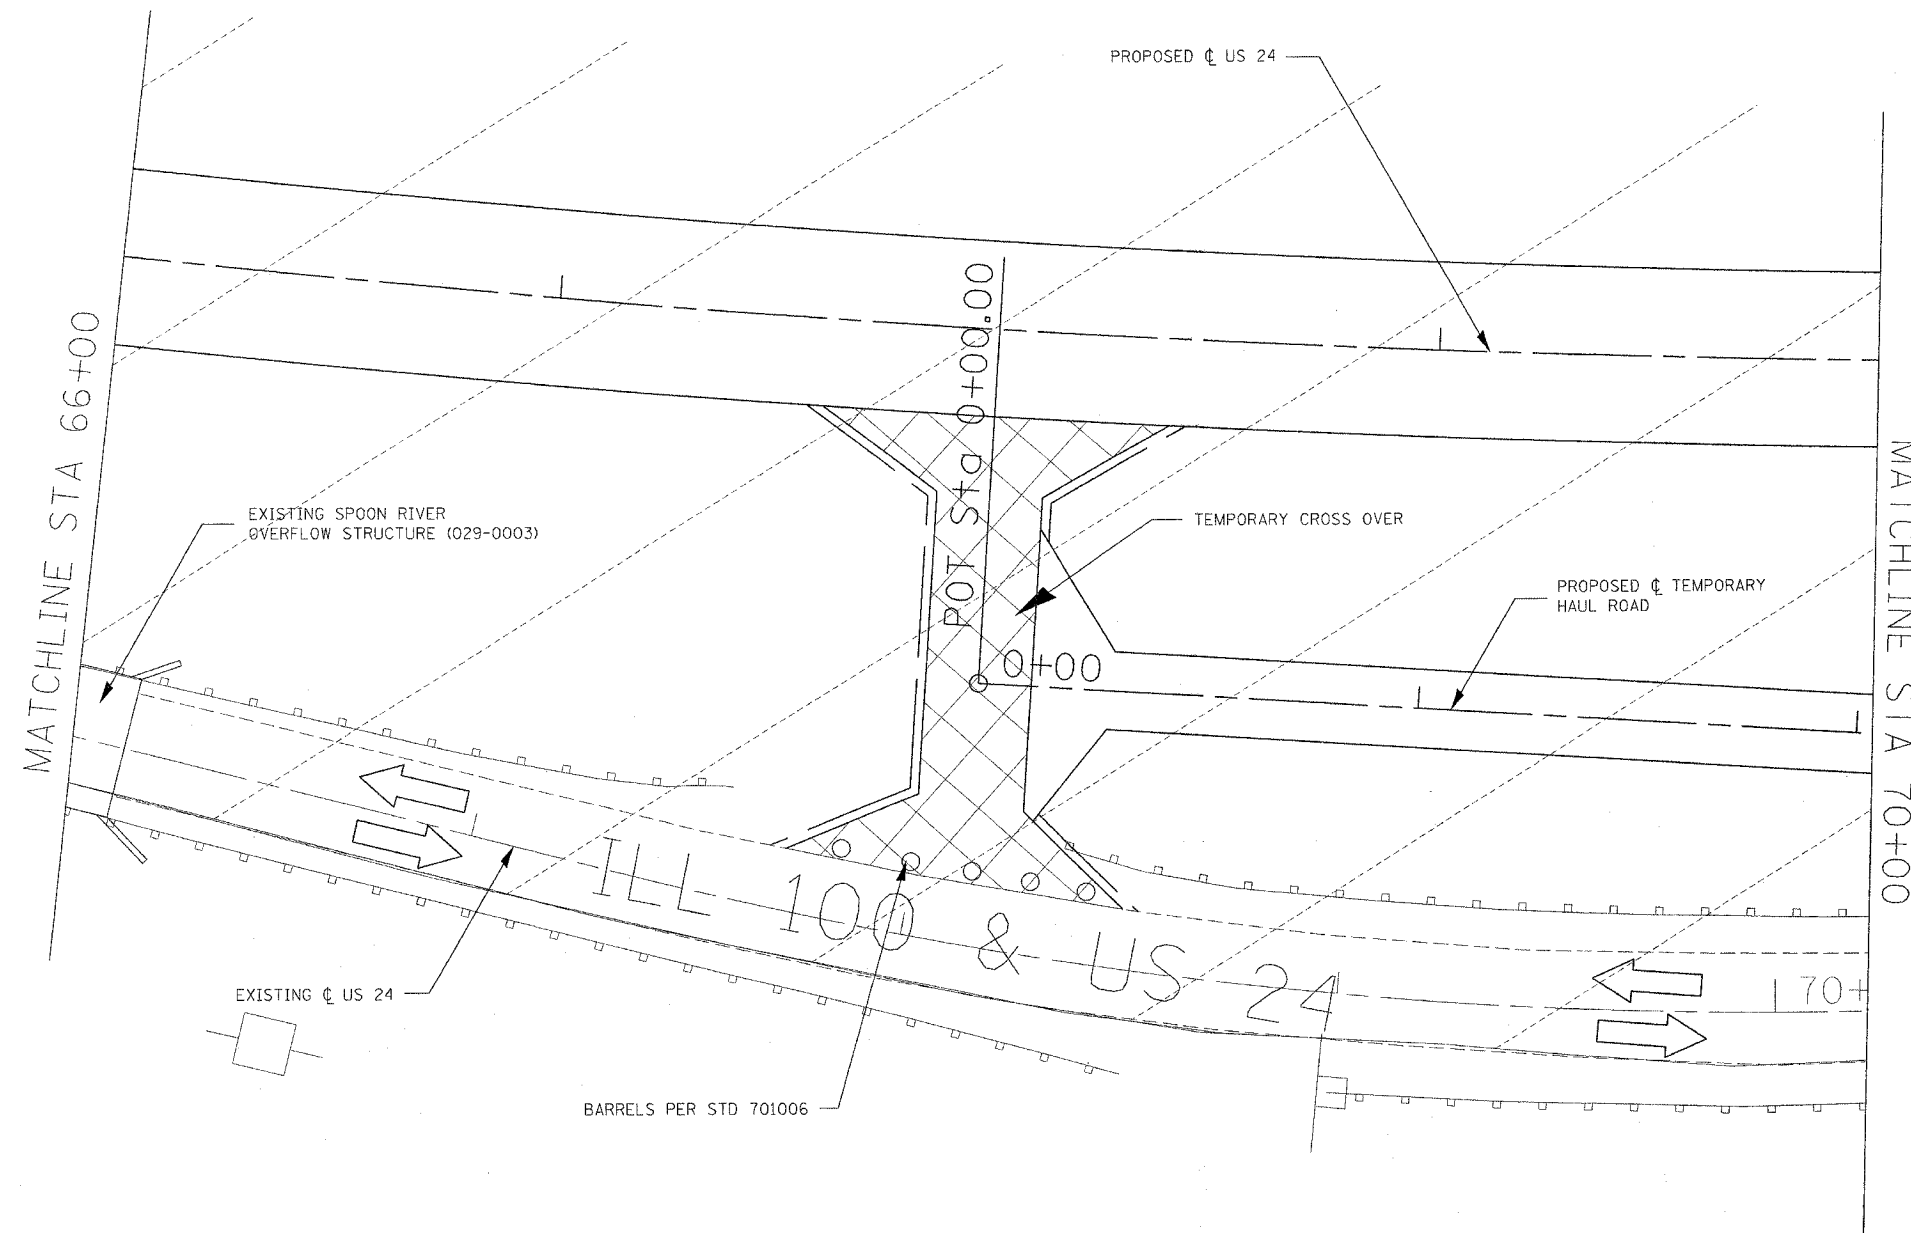 PROPOSED ℄ US 24
MATCHLINE STA 66+00
POT Sta 0+00.00
EXISTING SPOON RIVER
OVERFLOW STRUCTURE (029-0003)
TEMPORARY CROSS OVER
PROPOSED ℄ TEMPORARY
HAUL ROAD
MATCHLINE STA 70+00
0+00
ILL 100 & US 24
70+
EXISTING ℄ US 24
BARRELS PER STD 701006